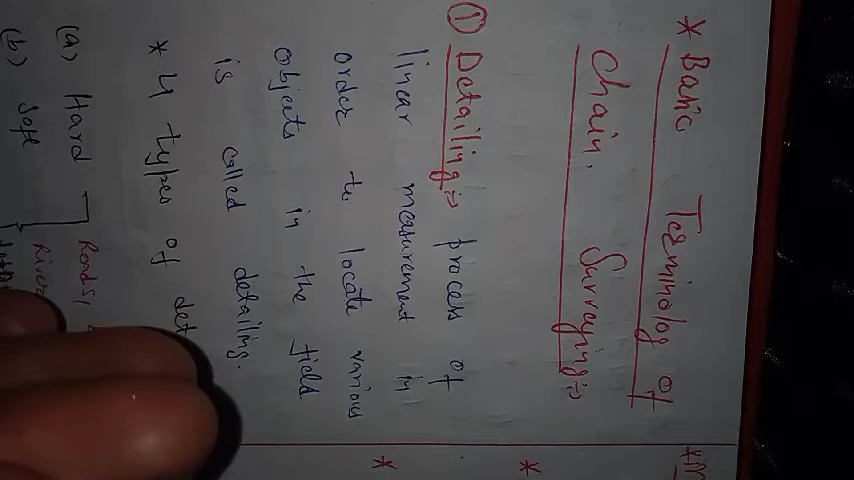 * Basic Terminolog of
Chain. Surveying :-
① Detailing :- process of
linear measurement in
order to locate various
objects in the field
is called detailing.
* 4 types of det
(a) Hard Roads,
(b) Soft River
*
*